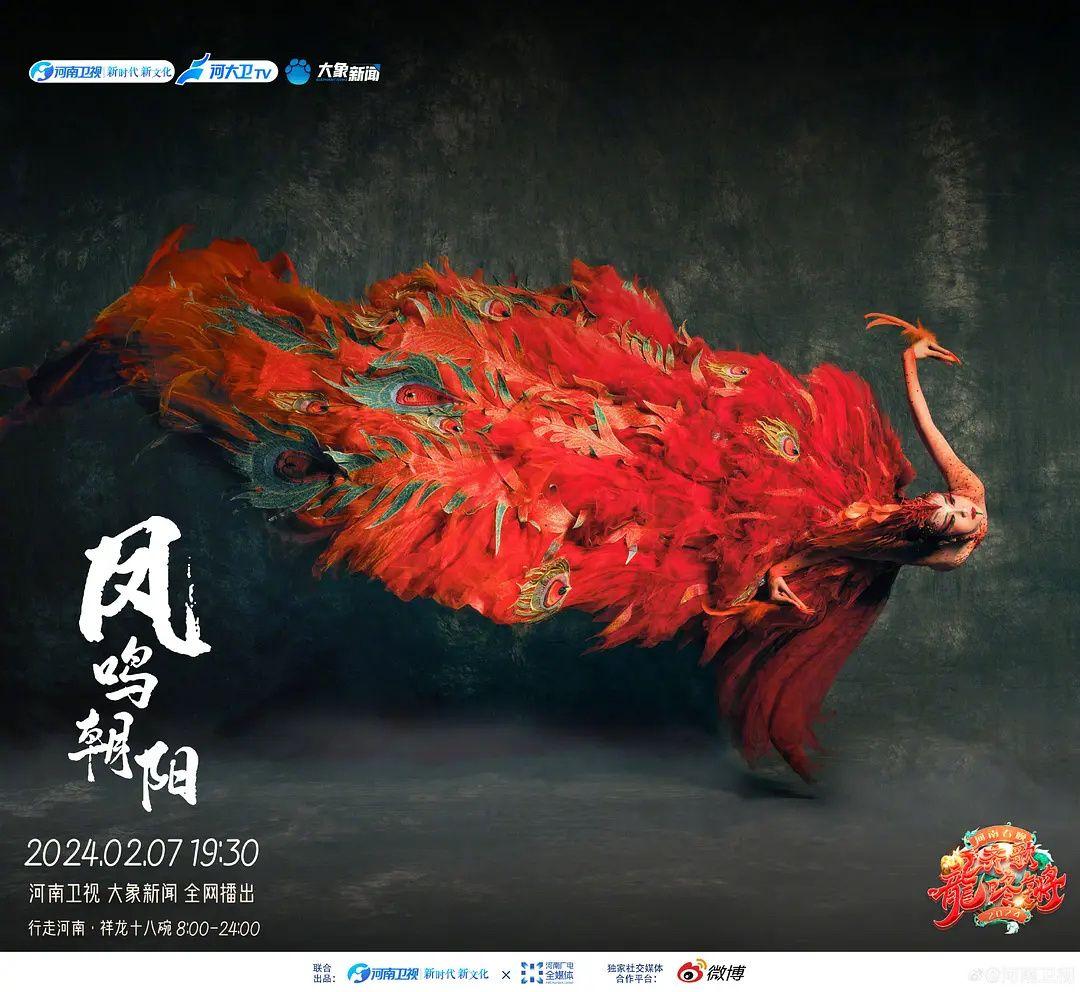 河南卫视 新时代 新文化 河大卫TV 大象新闻
凤
鸣
朝
阳
2024.02.07 19:30
河南卫视 大象新闻 全网播出
行走河南·祥龙十八碗 8:00-24:00
河南春晚
龍
2024
联合
出品：
河南卫视 新时代 新文化 × 河南广电
全媒体
独家社交媒体
合作平台：
微博
@河南卫视